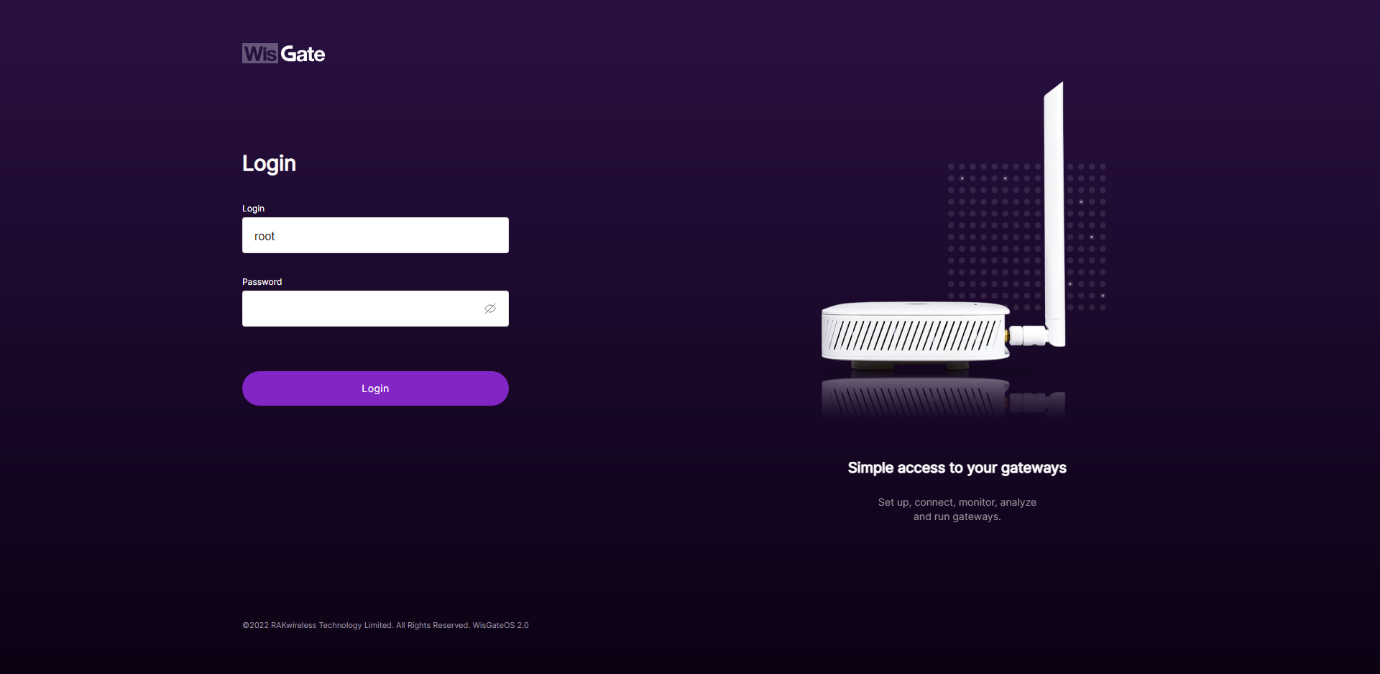 WisGate
Login
Login
root
Password
Login
Simple access to your gateways
Set up, connect, monitor, analyze
and run gateways.
©2022 RAKwireless Technology Limited. All Rights Reserved. WisGateOS 2.0